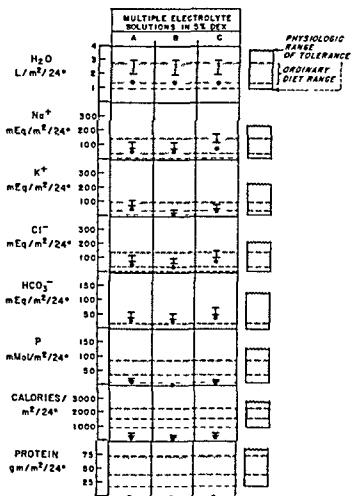 MULTIPLE ELECTROLYTE
SOLUTIONS IN 5% DEX
A B C
PHYSIOLOGIC
RANGE
OF TOLERANCE
ORDINARY
DIET RANGE
H₂O
L/m²/24°
4
3
2
1
Na⁺
mEq/m²/24°
300
200
100
K⁺
mEq/m²/24°
300
200
100
Cl⁻
mEq/m²/24°
300
200
100
HCO₃⁻
mEq/m²/24°
150
100
50
P
mMol/m²/24°
150
100
50
CALORIES/
m²/24°
3000
2000
1000
PROTEIN
gm/m²/24°
75
50
25